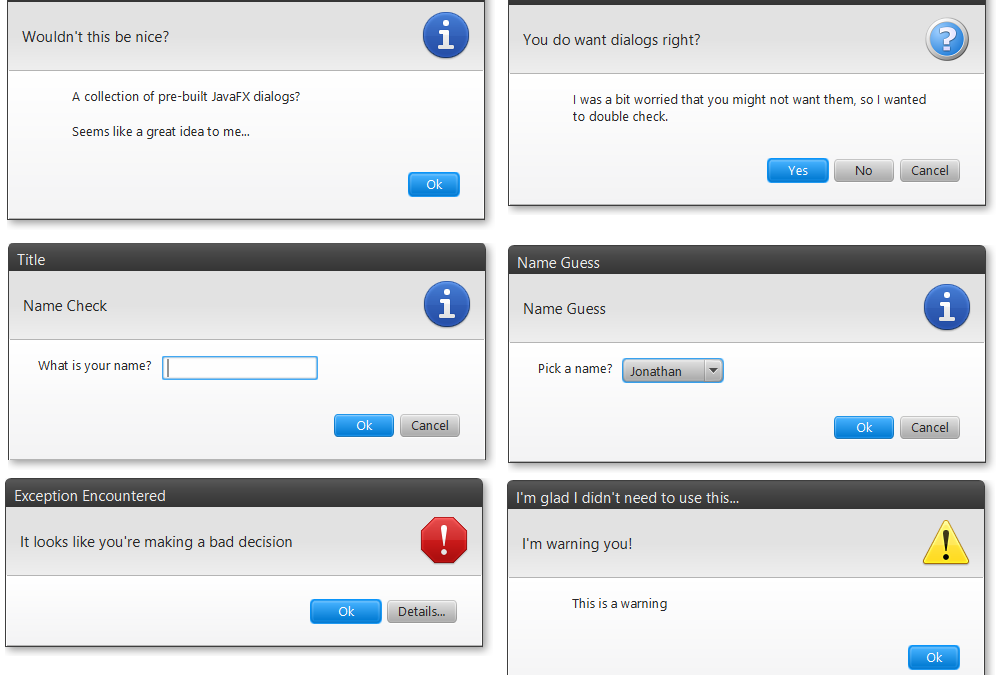 Wouldn't this be nice?
A collection of pre-built JavaFX dialogs?
Seems like a great idea to me...
Ok
You do want dialogs right?
I was a bit worried that you might not want them, so I wanted
to double check.
Yes No Cancel
Title
Name Check
What is your name?
Ok Cancel
Name Guess
Name Guess
Pick a name? Jonathan
Ok Cancel
Exception Encountered
It looks like you're making a bad decision
Ok Details...
I'm glad I didn't need to use this...
I'm warning you!
This is a warning
Ok